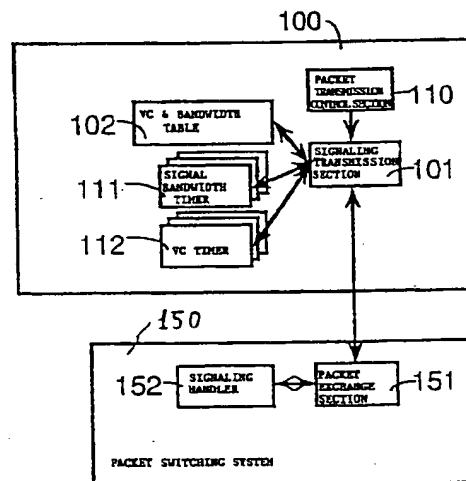 100
PACKET
TRANSMISSION
CONTROL SECTION
110
VC & BANDWIDTH
TABLE
102
SIGNALING
TRANSMISSION
SECTION
101
SIGNAL
BANDWIDTH
TIMER
111
VC TIMER
112
150
SIGNALING
HANDLER
152
PACKET
EXCHANGE
SECTION
151
PACKET SWITCHING SYSTEM